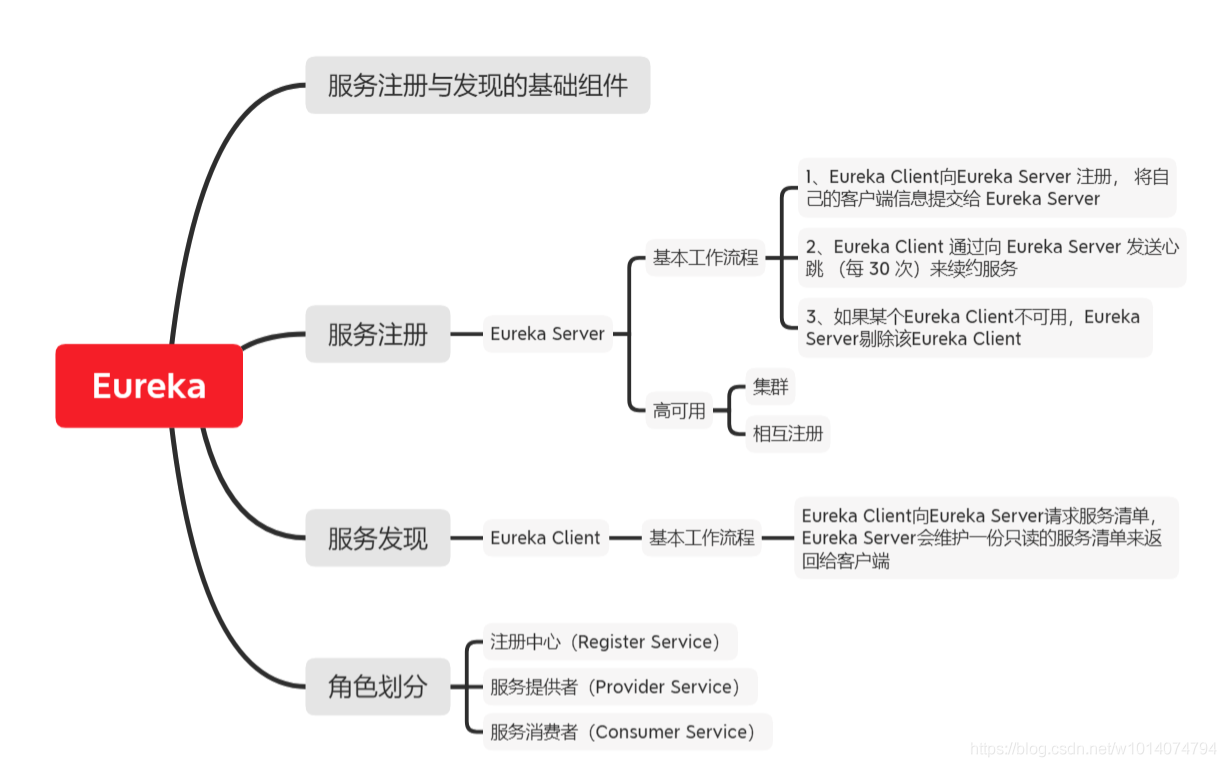 服务注册与发现的基础组件
1、Eureka Client向Eureka Server 注册， 将自
己的客户端信息提交给 Eureka Server
基本工作流程
2、Eureka Client 通过向 Eureka Server 发送心
跳 （每 30 次）来续约服务
服务注册
Eureka Server
3、如果某个Eureka Client不可用，Eureka
Server剔除该Eureka Client
Eureka
高可用
集群
相互注册
服务发现
Eureka Client
基本工作流程
Eureka Client向Eureka Server请求服务清单，
Eureka Server会维护一份只读的服务清单来返
回给客户端
角色划分
注册中心（Register Service）
服务提供者（Provider Service）
服务消费者（Consumer Service）
https://blog.csdn.net/w1014074794